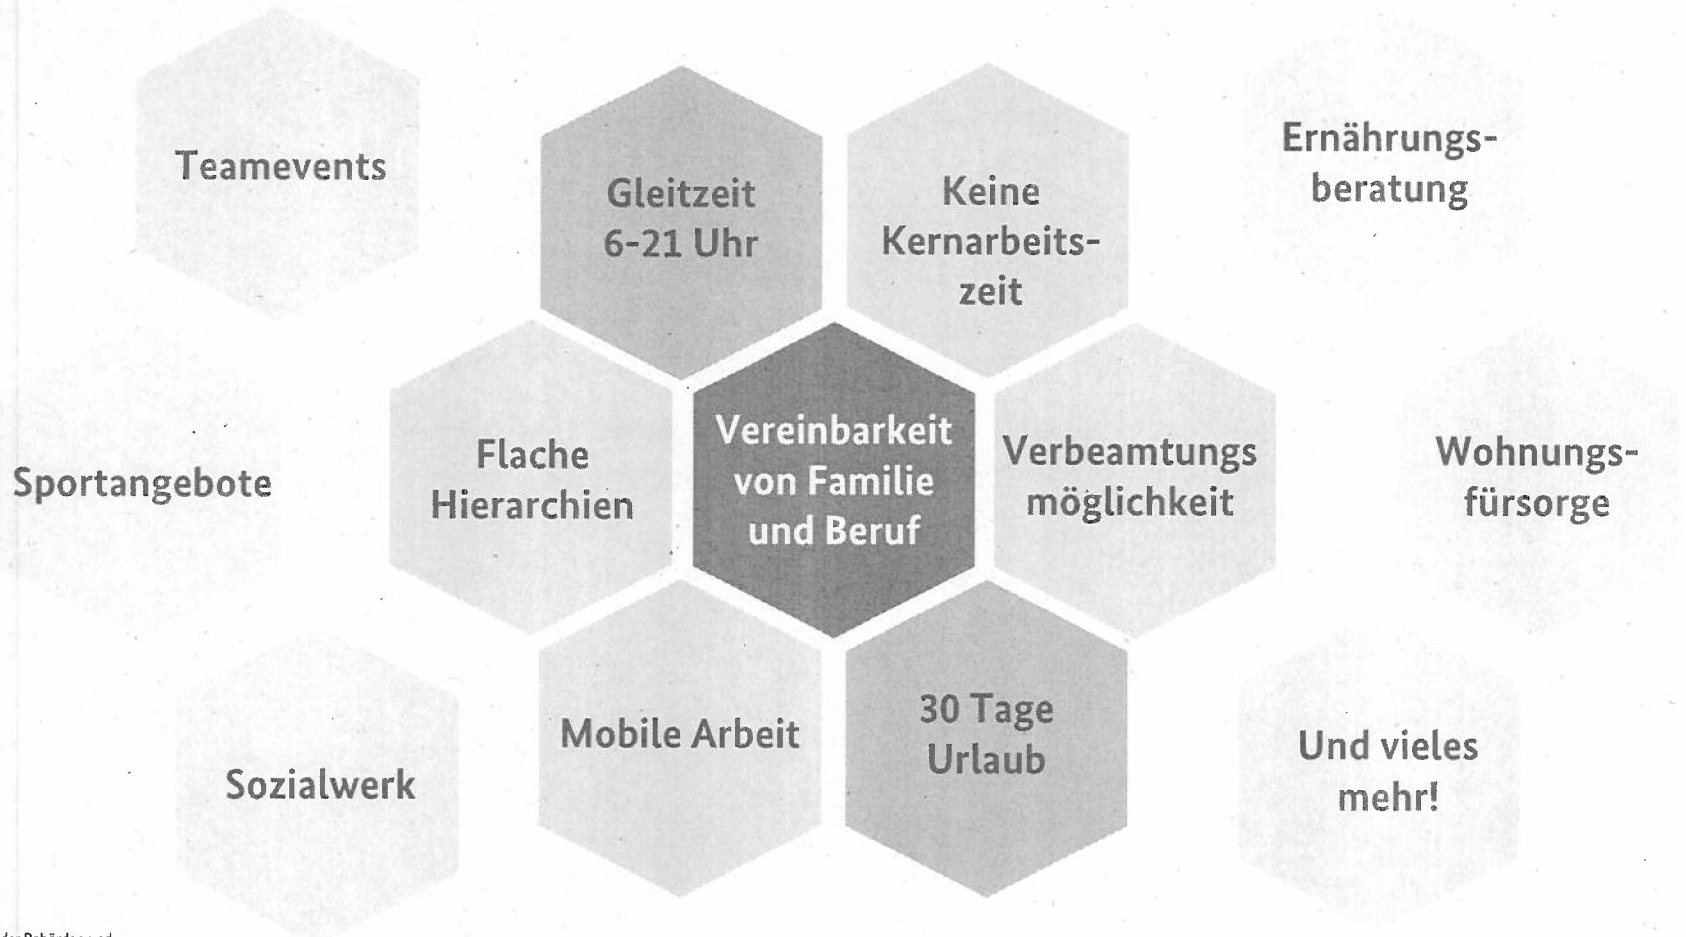 Teamevents
Gleitzeit
6-21 Uhr
Keine
Kernarbeits-
zeit
Ernährungs-
beratung
Sportangebote
Flache
Hierarchien
Vereinbarkeit
von Familie
und Beruf
Verbeamtungs
möglichkeit
Wohnungs-
fürsorge
Sozialwerk
Mobile Arbeit
30 Tage
Urlaub
Und vieles
mehr!